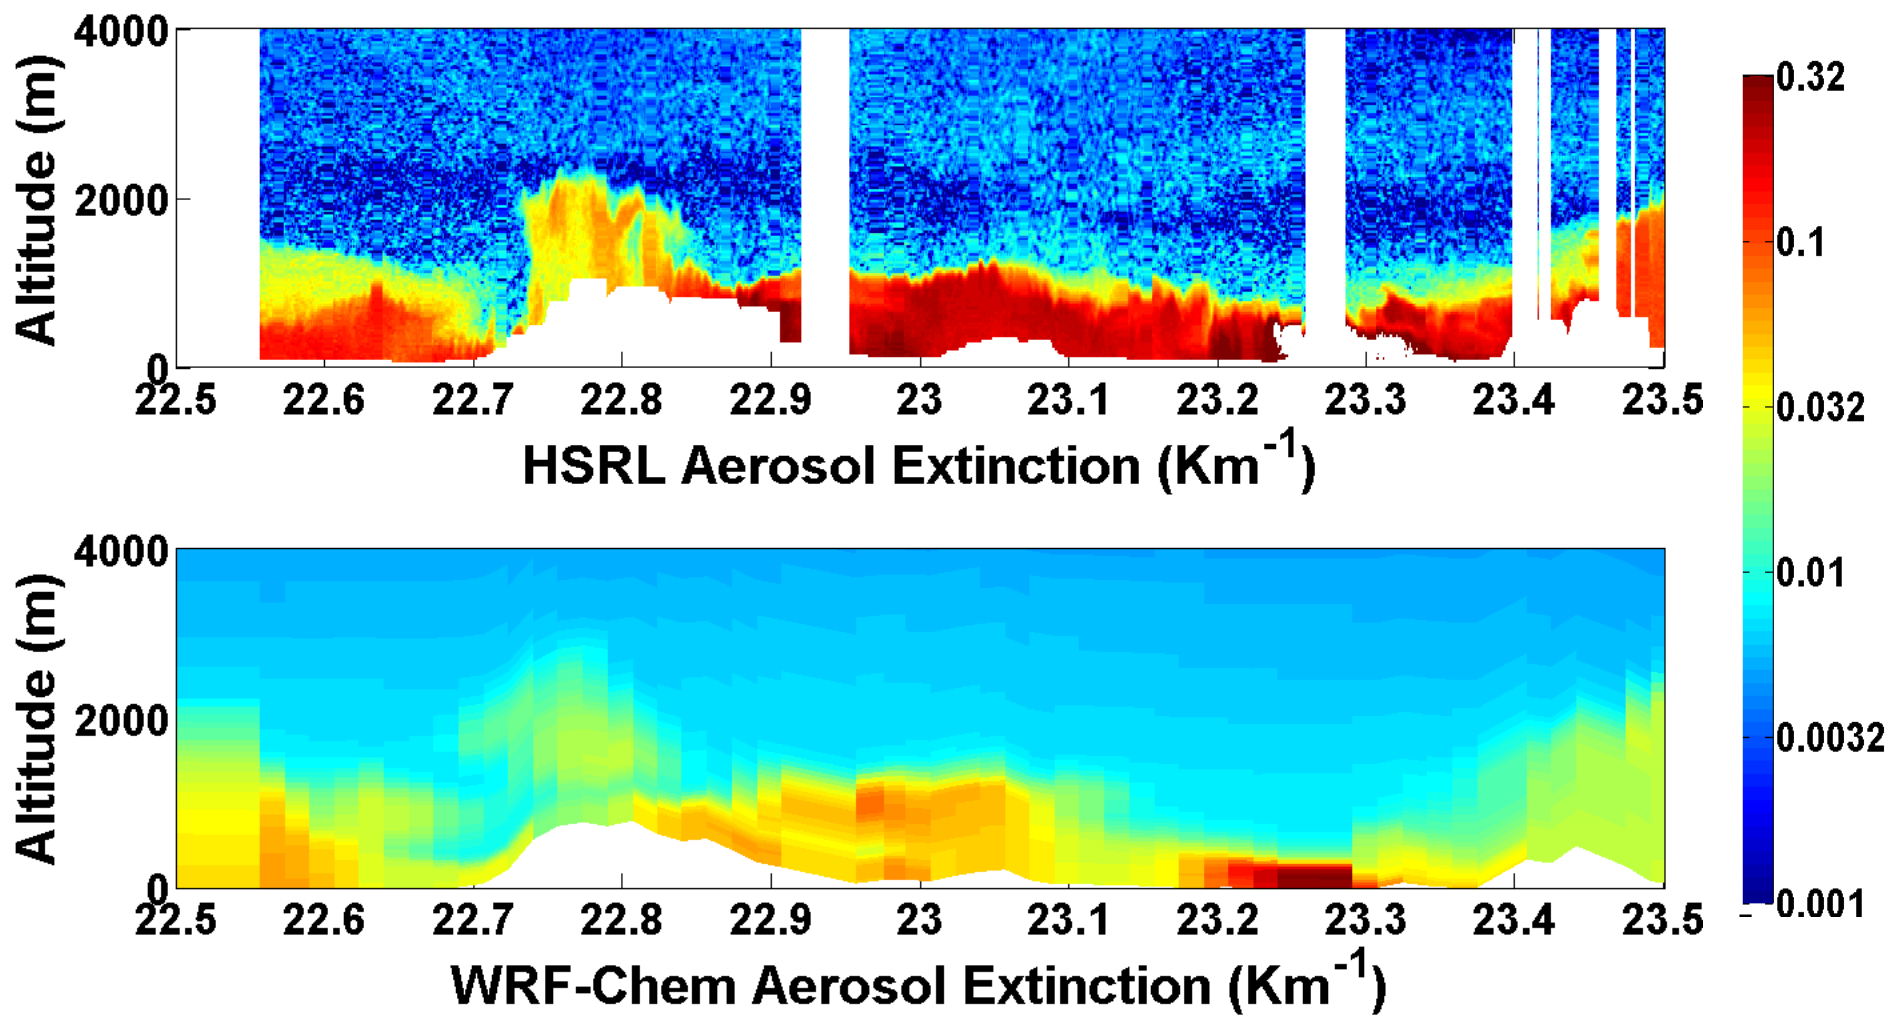 4000
2000
0
Altitude (m)
22.5 22.6 22.7 22.8 22.9 23 23.1 23.2 23.3 23.4 23.5
HSRL Aerosol Extinction (Km-1)
4000
2000
0
Altitude (m)
22.5 22.6 22.7 22.8 22.9 23 23.1 23.2 23.3 23.4 23.5
WRF-Chem Aerosol Extinction (Km-1)
0.32
0.1
0.032
0.01
0.0032
0.001